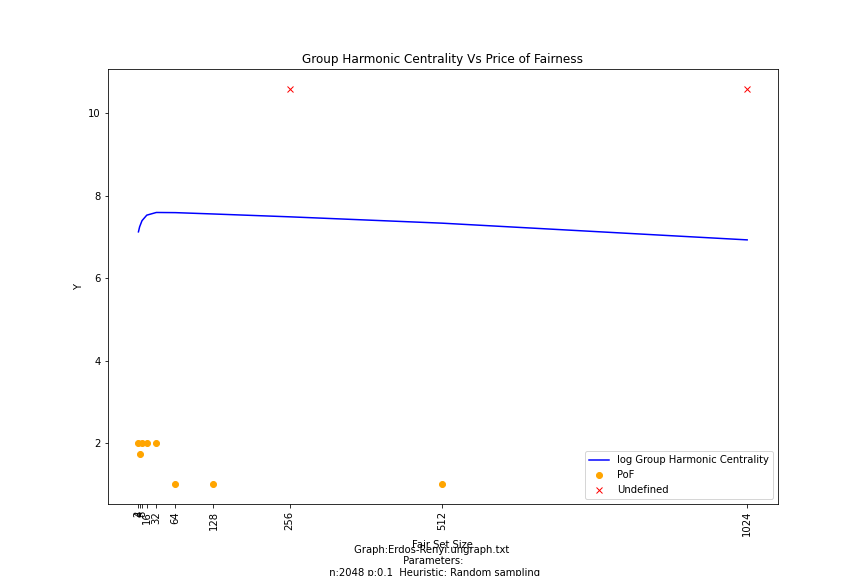 Group Harmonic Centrality Vs Price of Fairness
10
8
6
4
2
Y
log Group Harmonic Centrality
PoF
Undefined
16
32
64
128
256
512
1024
Fair Set Size
Graph:Erdos-Renyi.ungraph.txt
Parameters:
n:2048 p:0.1 Heuristic: Random sampling